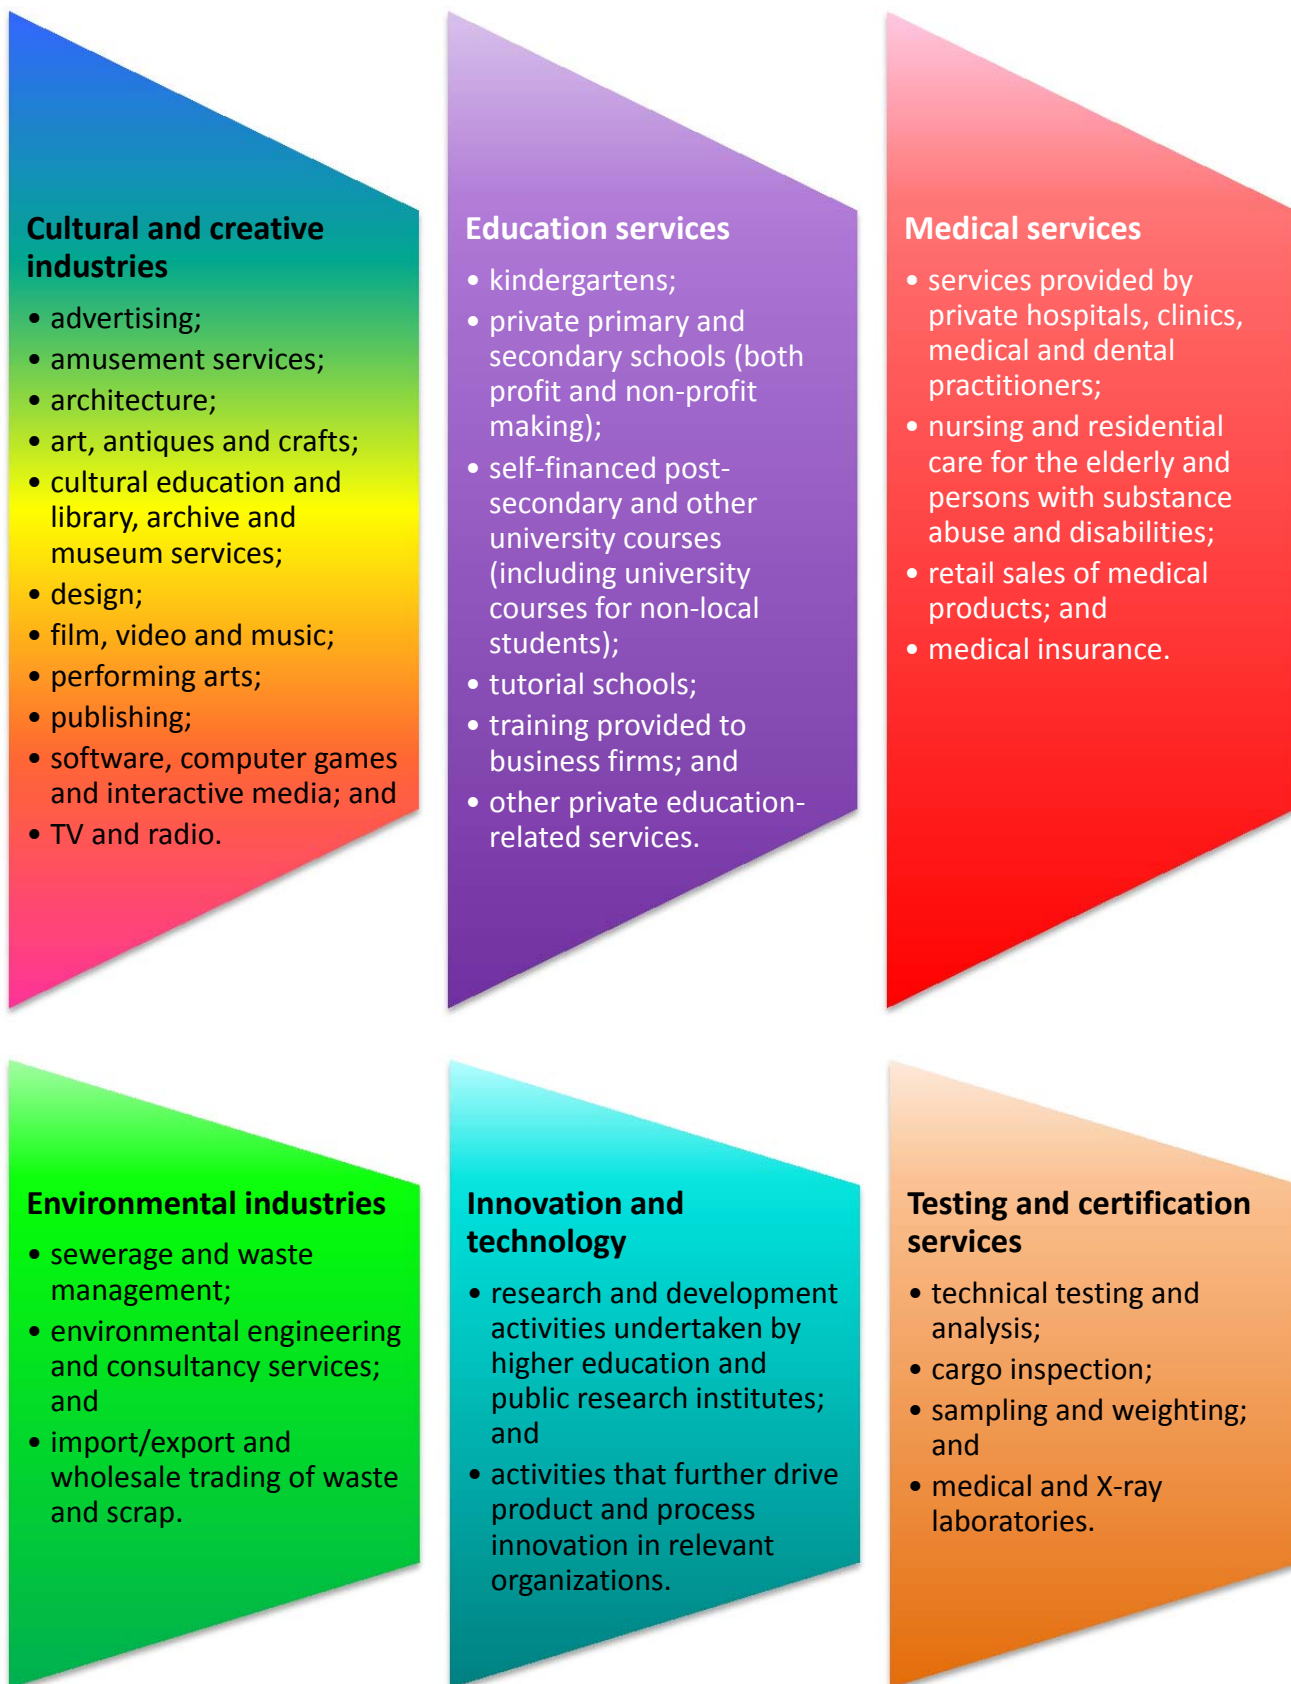 Cultural and creative
industries
• advertising;
• amusement services;
• architecture;
• art, antiques and crafts;
• cultural education and
library, archive and
museum services;
• design;
• film, video and music;
• performing arts;
• publishing;
• software, computer games
and interactive media; and
• TV and radio.
Education services
• kindergartens;
• private primary and
secondary schools (both
profit and non-profit
making);
• self-financed post-
secondary and other
university courses
(including university
courses for non-local
students);
• tutorial schools;
• training provided to
business firms; and
• other private education-
related services.
Medical services
• services provided by
private hospitals, clinics,
medical and dental
practitioners;
• nursing and residential
care for the elderly and
persons with substance
abuse and disabilities;
• retail sales of medical
products; and
• medical insurance.
Environmental industries
• sewerage and waste
management;
• environmental engineering
and consultancy services;
and
• import/export and
wholesale trading of waste
and scrap.
Innovation and
technology
• research and development
activities undertaken by
higher education and
public research institutes;
and
• activities that further drive
product and process
innovation in relevant
organizations.
Testing and certification
services
• technical testing and
analysis;
• cargo inspection;
• sampling and weighting;
and
• medical and X-ray
laboratories.